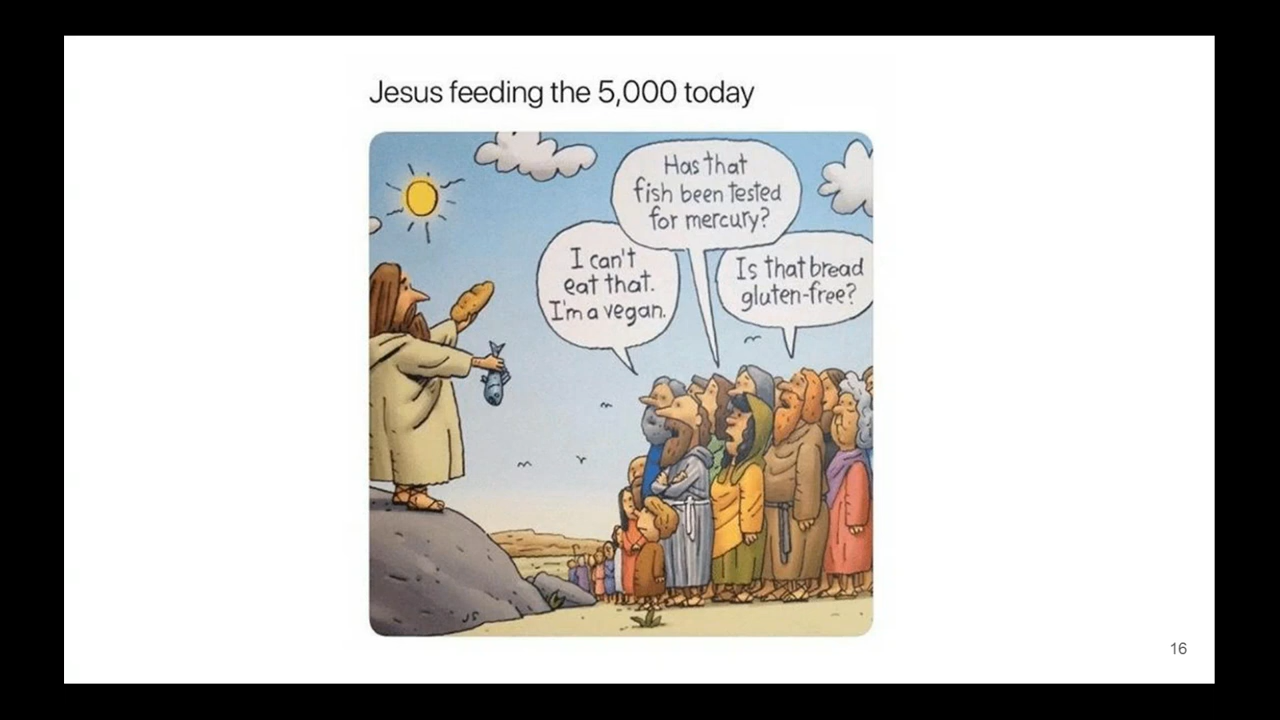 Jesus feeding the 5,000 today
Has that
fish been tested
for mercury?
I can't
eat that.
I'm a vegan.
Is that bread
gluten-free?
JS
16